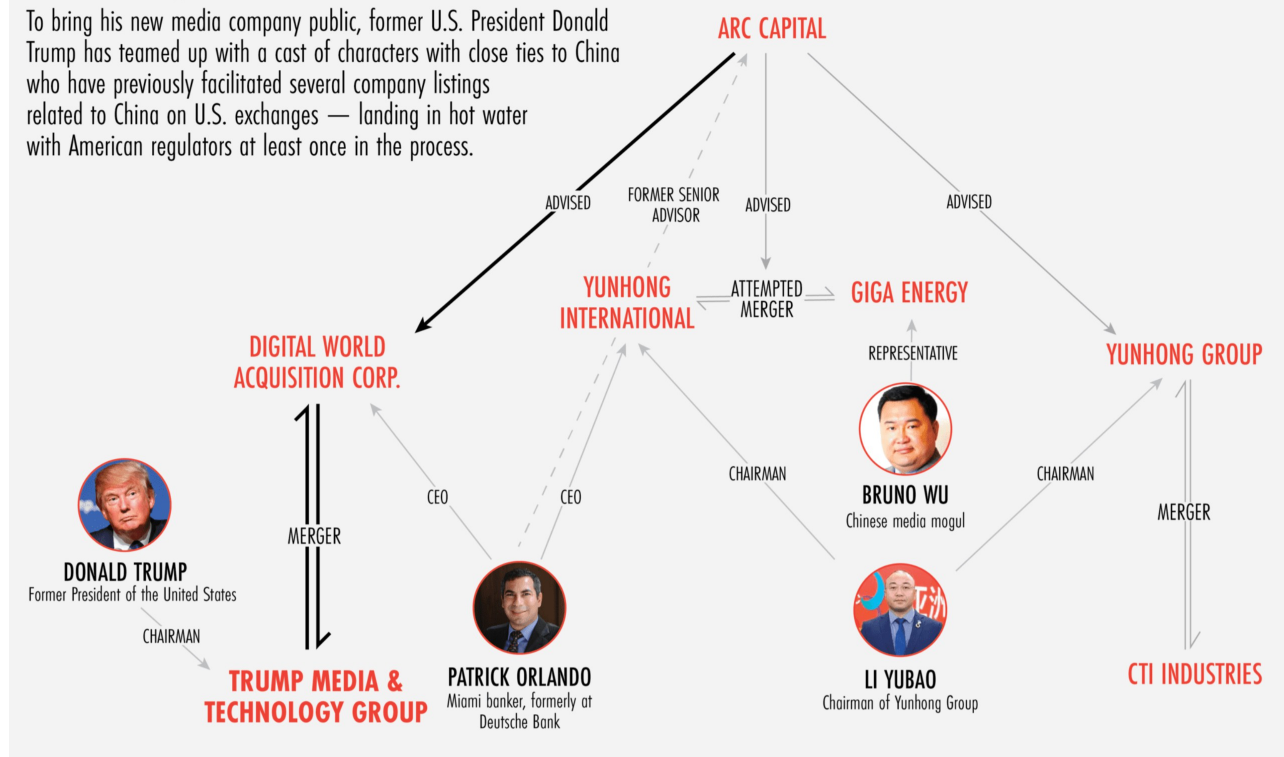 To bring his new media company public, former U.S. President Donald
Trump has teamed up with a cast of characters with close ties to China
who have previously facilitated several company listings
related to China on U.S. exchanges — landing in hot water
with American regulators at least once in the process.
ARC CAPITAL
ADVISED
FORMER SENIOR
ADVISOR
ADVISED
ADVISED
YUNHONG
INTERNATIONAL
ATTEMPTED
MERGER
GIGA ENERGY
DIGITAL WORLD
ACQUISITION CORP.
REPRESENTATIVE
YUNHONG GROUP
CEO
CEO
CHAIRMAN
BRUNO WU
Chinese media mogul
CHAIRMAN
MERGER
MERGER
DONALD TRUMP
Former President of the United States
CHAIRMAN
TRUMP MEDIA &
TECHNOLOGY GROUP
PATRICK ORLANDO
Miami banker, formerly at
Deutsche Bank
亚洲
LI YUBAO
Chairman of Yunhong Group
CTI INDUSTRIES